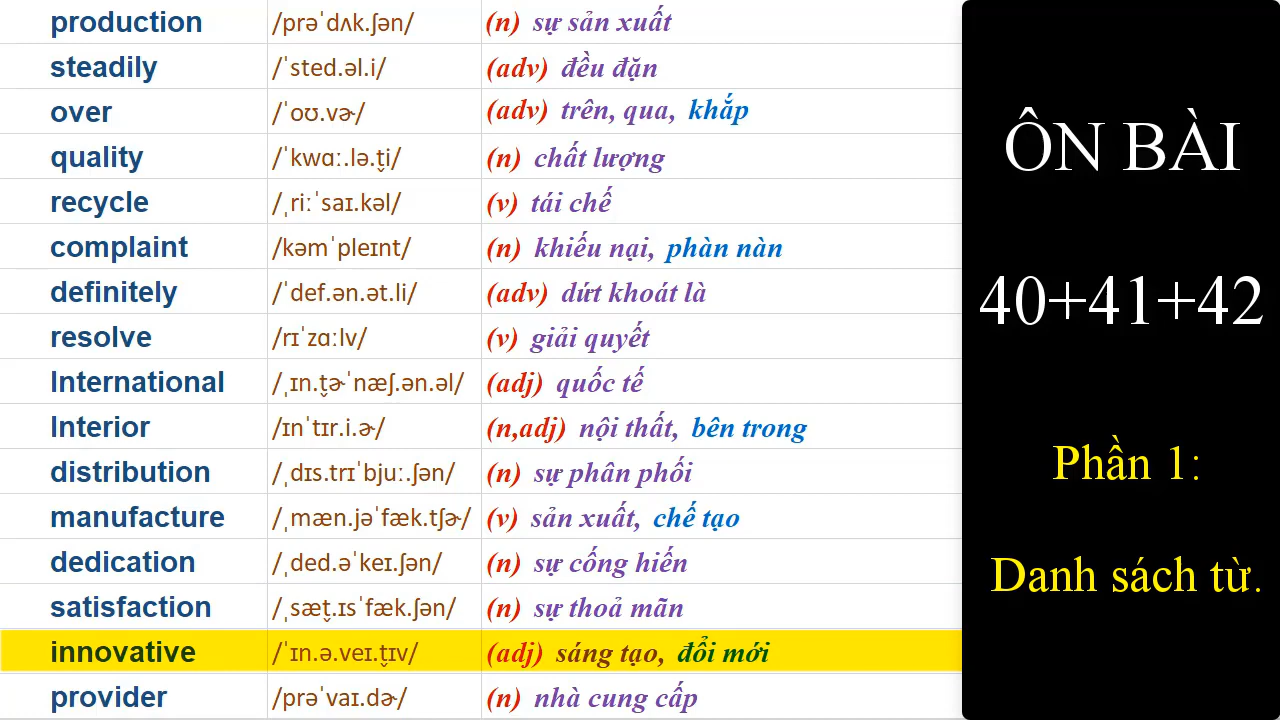 production /prəˈdʌk.ʃən/ (n) sự sản xuất
steadily /ˈsted.əl.i/ (adv) đều đặn
over /ˈoʊ.vɚ/ (adv) trên, qua, khắp
quality /ˈkwɑː.lə.t̬i/ (n) chất lượng
recycle /ˌriːˈsaɪ.kəl/ (v) tái chế
complaint /kəmˈpleɪnt/ (n) khiếu nại, phàn nàn
definitely /ˈdef.ən.ət.li/ (adv) dứt khoát là
resolve /rɪˈzɑːlv/ (v) giải quyết
International /ˌɪn.t̬ɚˈnæʃ.ən.əl/ (adj) quốc tế
Interior /ɪnˈtɪr.i.ɚ/ (n,adj) nội thất, bên trong
distribution /ˌdɪs.trɪˈbjuː.ʃən/ (n) sự phân phối
manufacture /ˌmæn.jəˈfæk.tʃɚ/ (v) sản xuất, chế tạo
dedication /ˌded.əˈkeɪ.ʃən/ (n) sự cống hiến
satisfaction /ˌsæt̬.ɪsˈfæk.ʃən/ (n) sự thoả mãn
innovative /ˈɪn.ə.veɪ.t̬ɪv/ (adj) sáng tạo, đổi mới
provider /prəˈvaɪ.dɚ/ (n) nhà cung cấp
ÔN BÀI
40+41+42
Phần 1:
Danh sách từ.